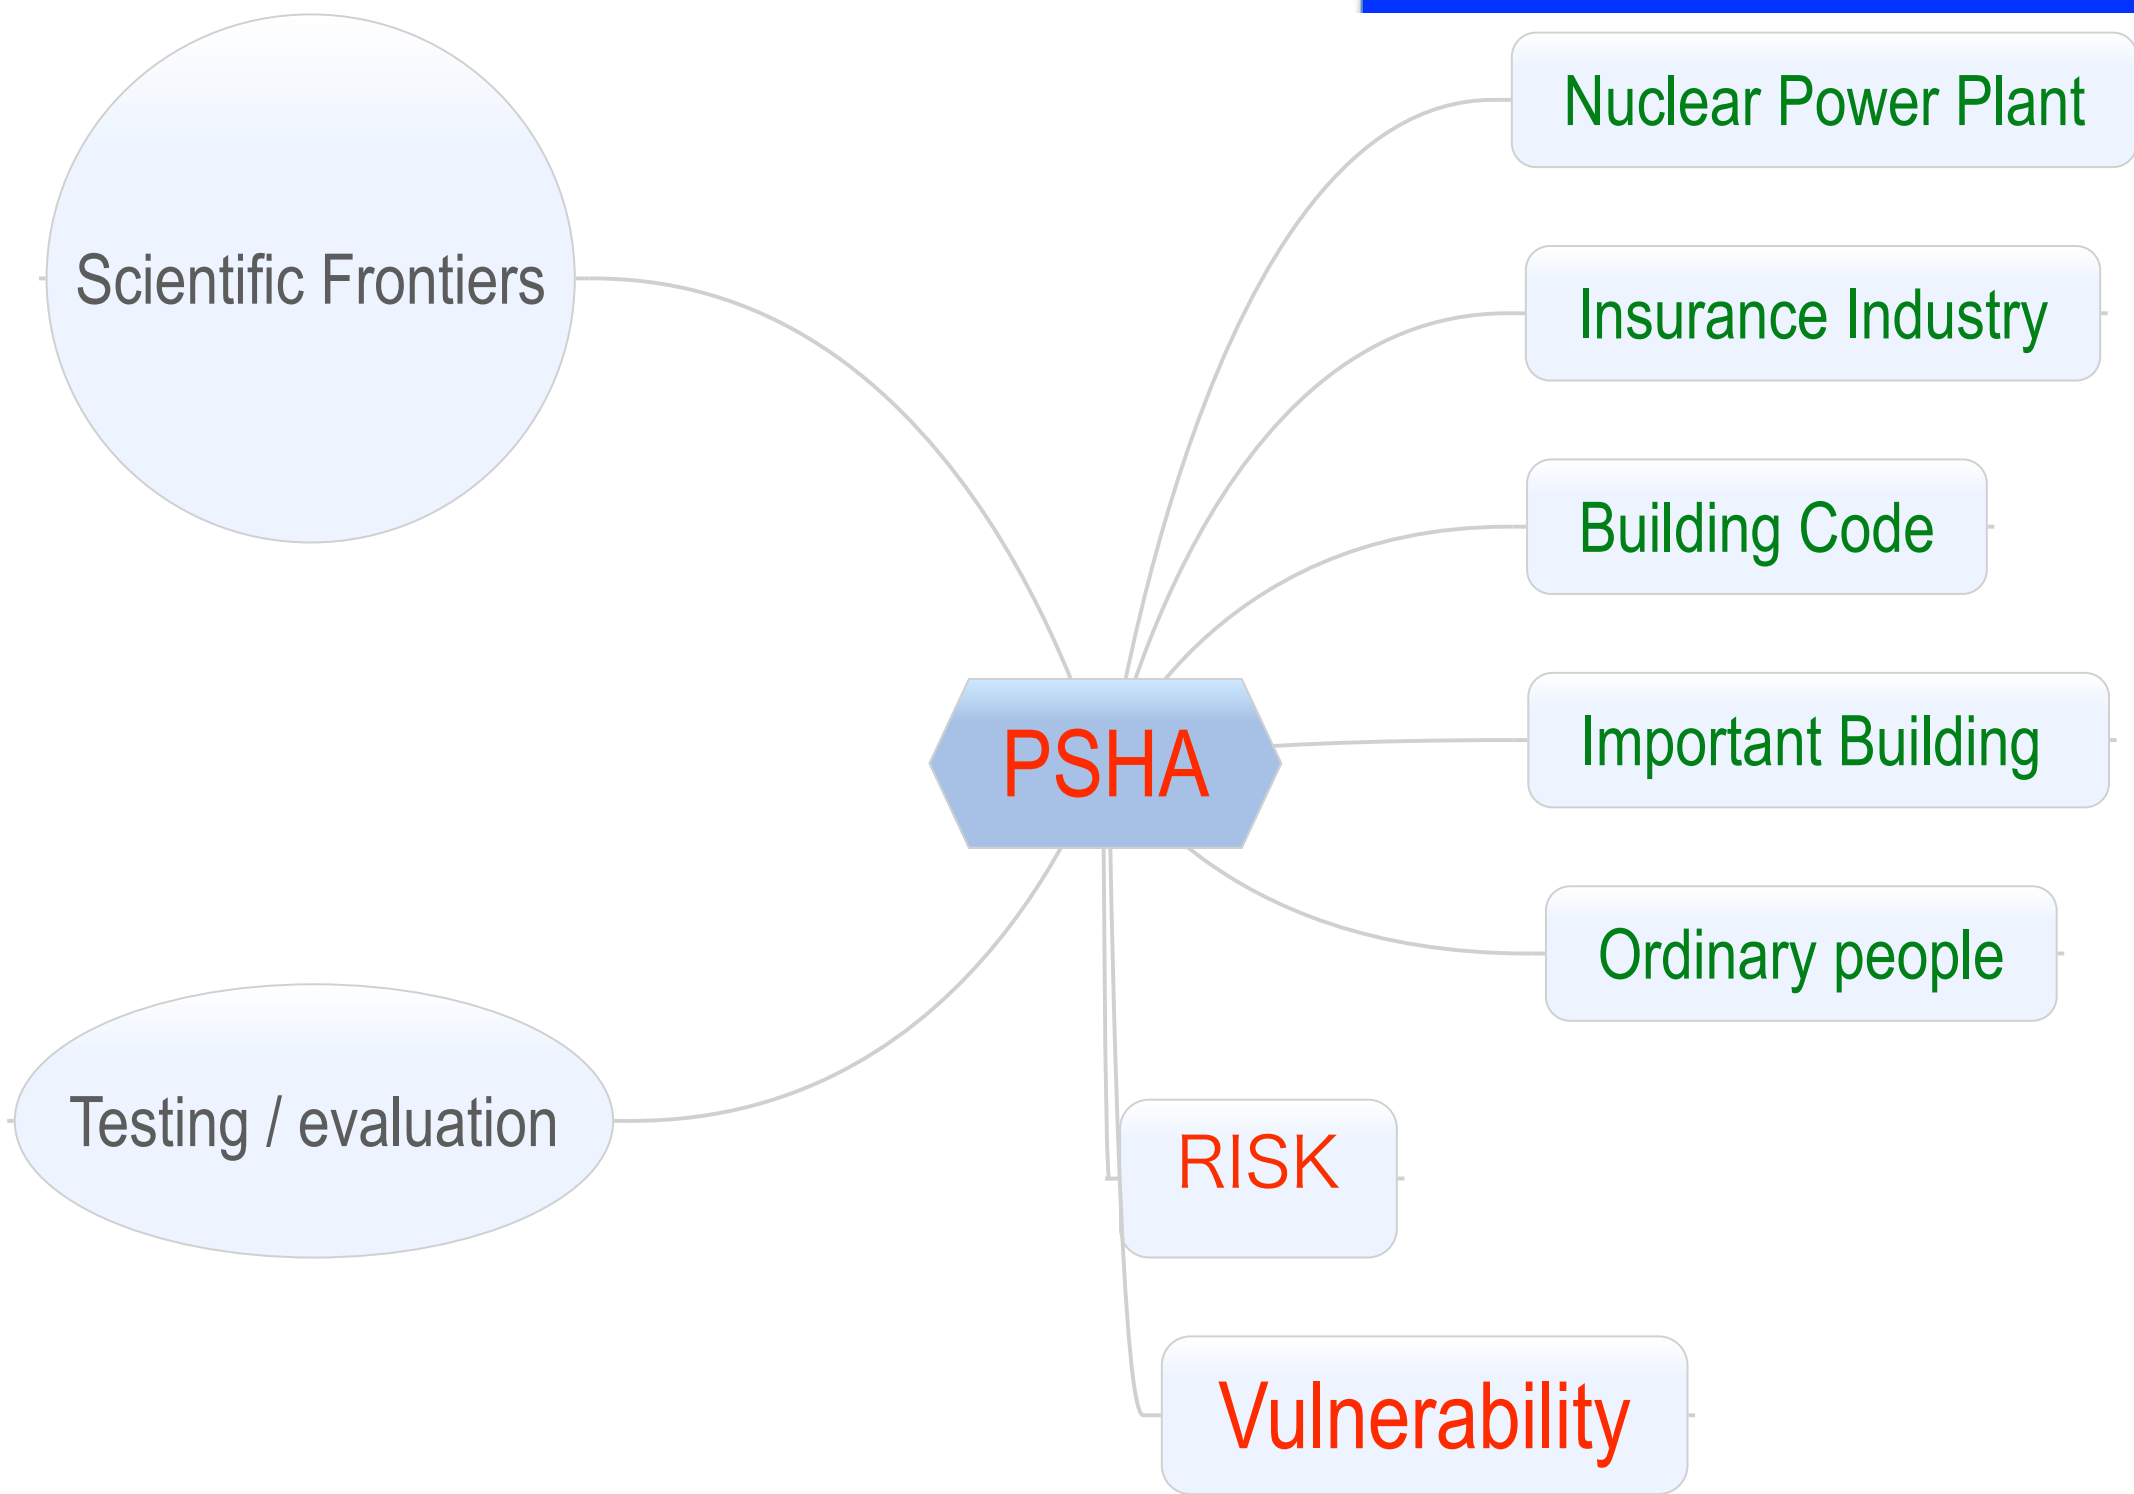 Scientific Frontiers
Testing / evaluation
PSHA
Nuclear Power Plant
Insurance Industry
Building Code
Important Building
Ordinary people
RISK
Vulnerability